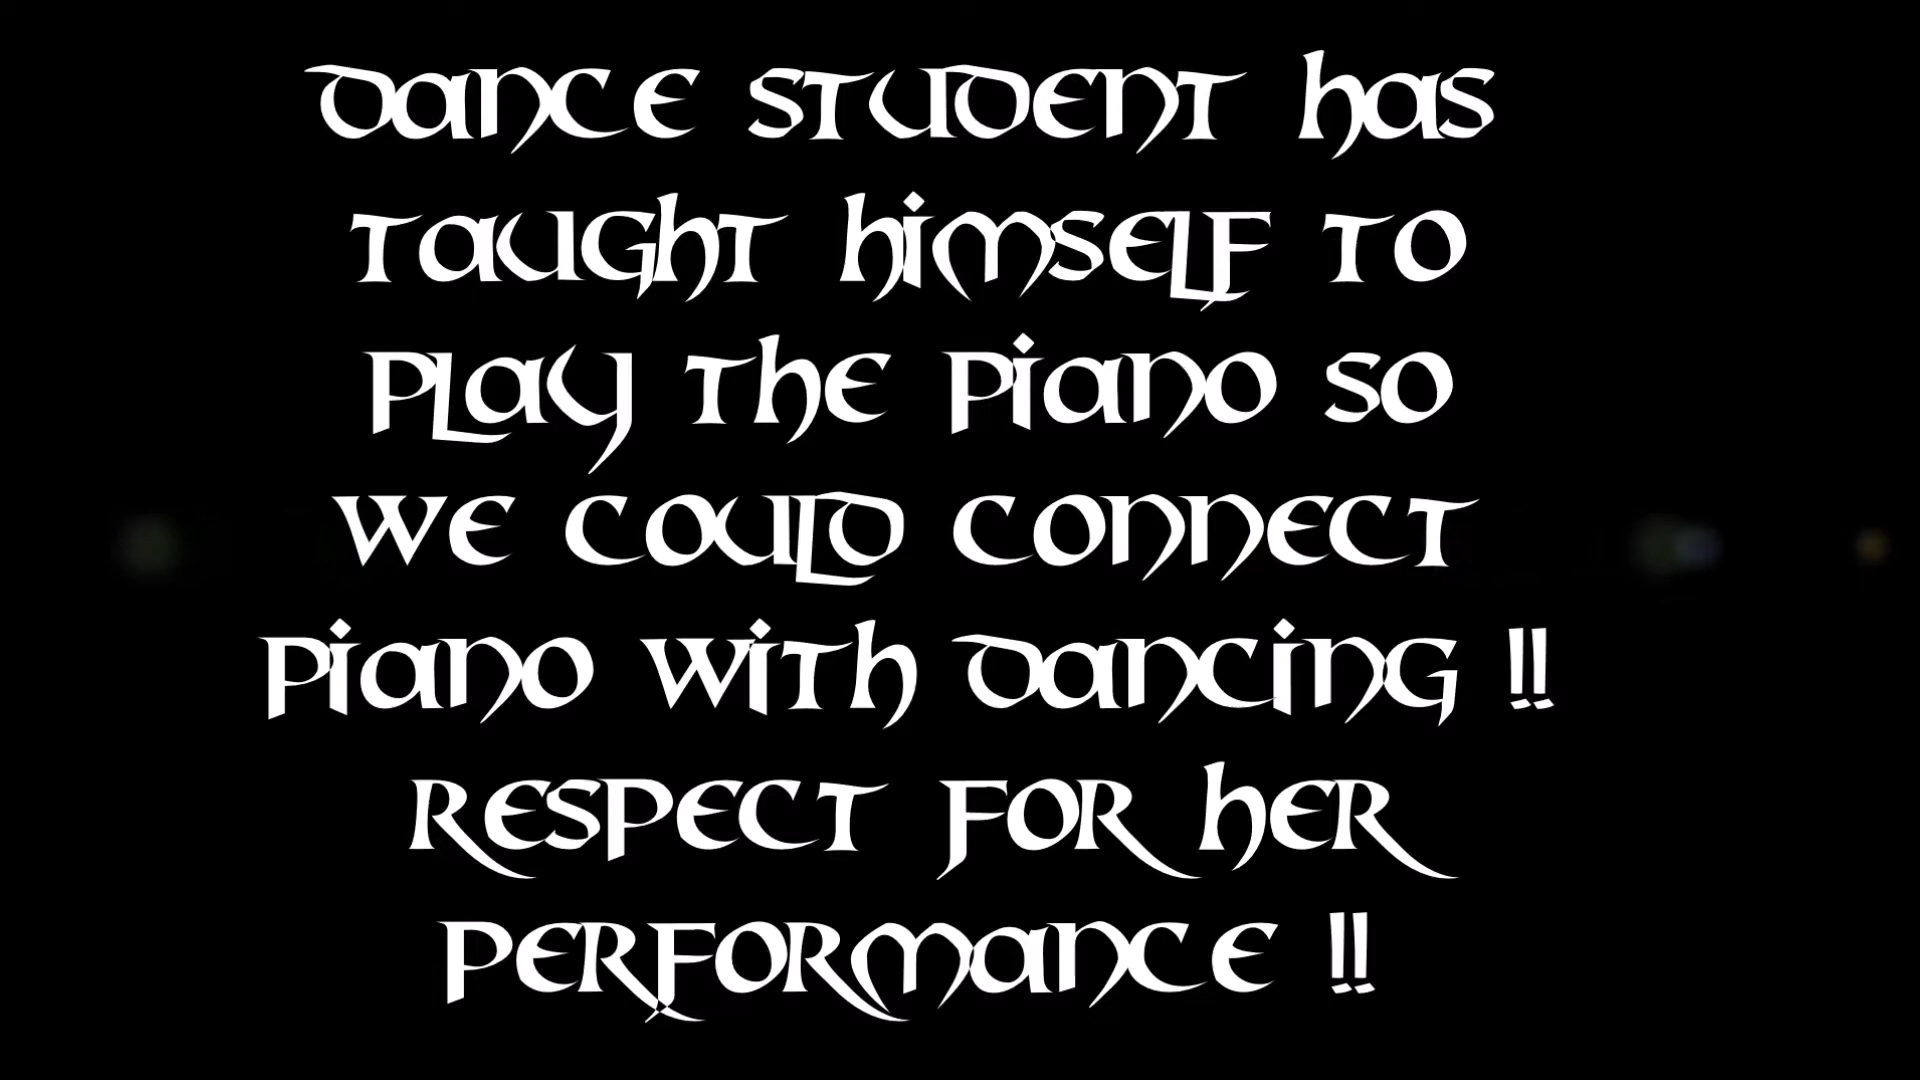 Dance student has
taught himself to
play the piano so
we could connect
piano with dancing !!
Respect for her
performance !!